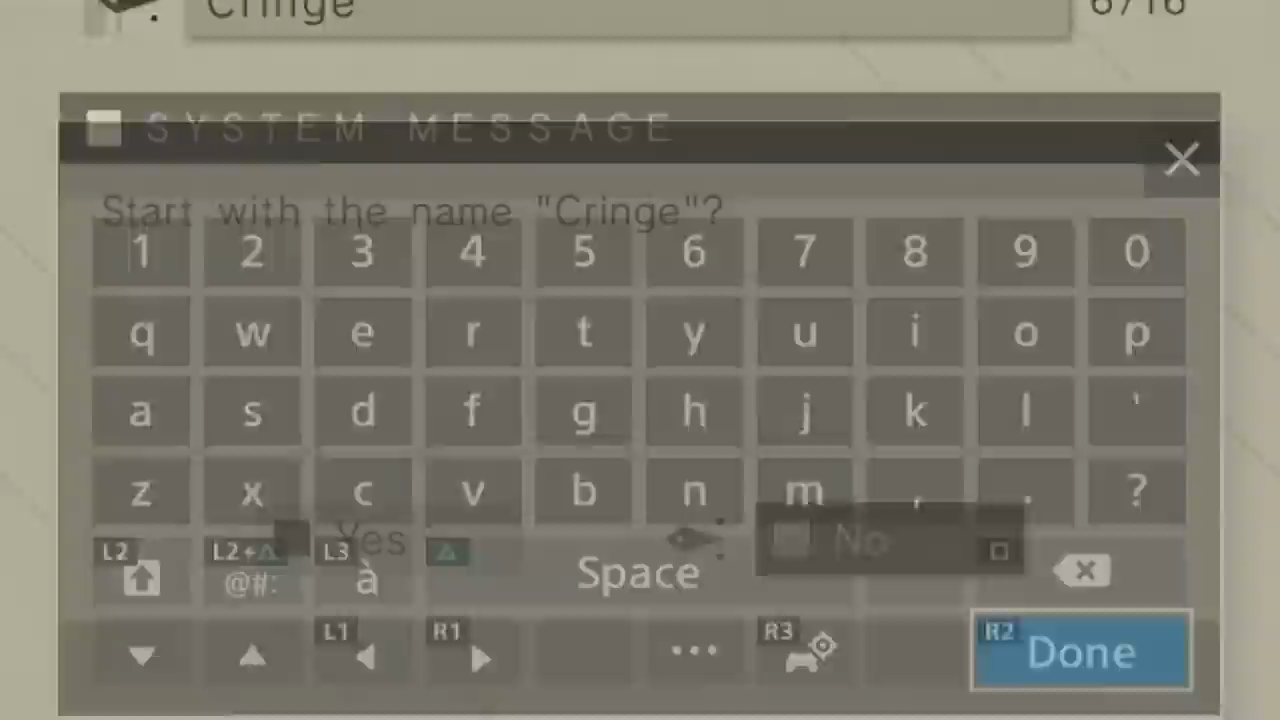 Cringe 6/16
SYSTEM MESSAGE
Start with the name "Cringe"?
1 2 3 4 5 6 7 8 9 0
q w e r t y u i o p
a s d f g h j k l '
z x c v b n m , . ?
Yes No
L2 L2+△ L3 △ □
@#: à Space
L1 R1 R3 R2
... Done